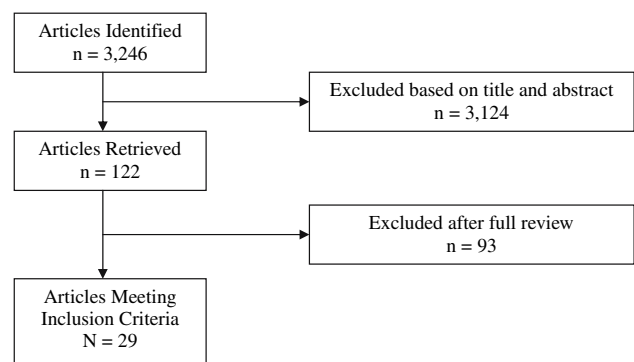 Articles Identified
n = 3,246
Excluded based on title and abstract
n = 3,124
Articles Retrieved
n = 122
Excluded after full review
n = 93
Articles Meeting
Inclusion Criteria
N = 29